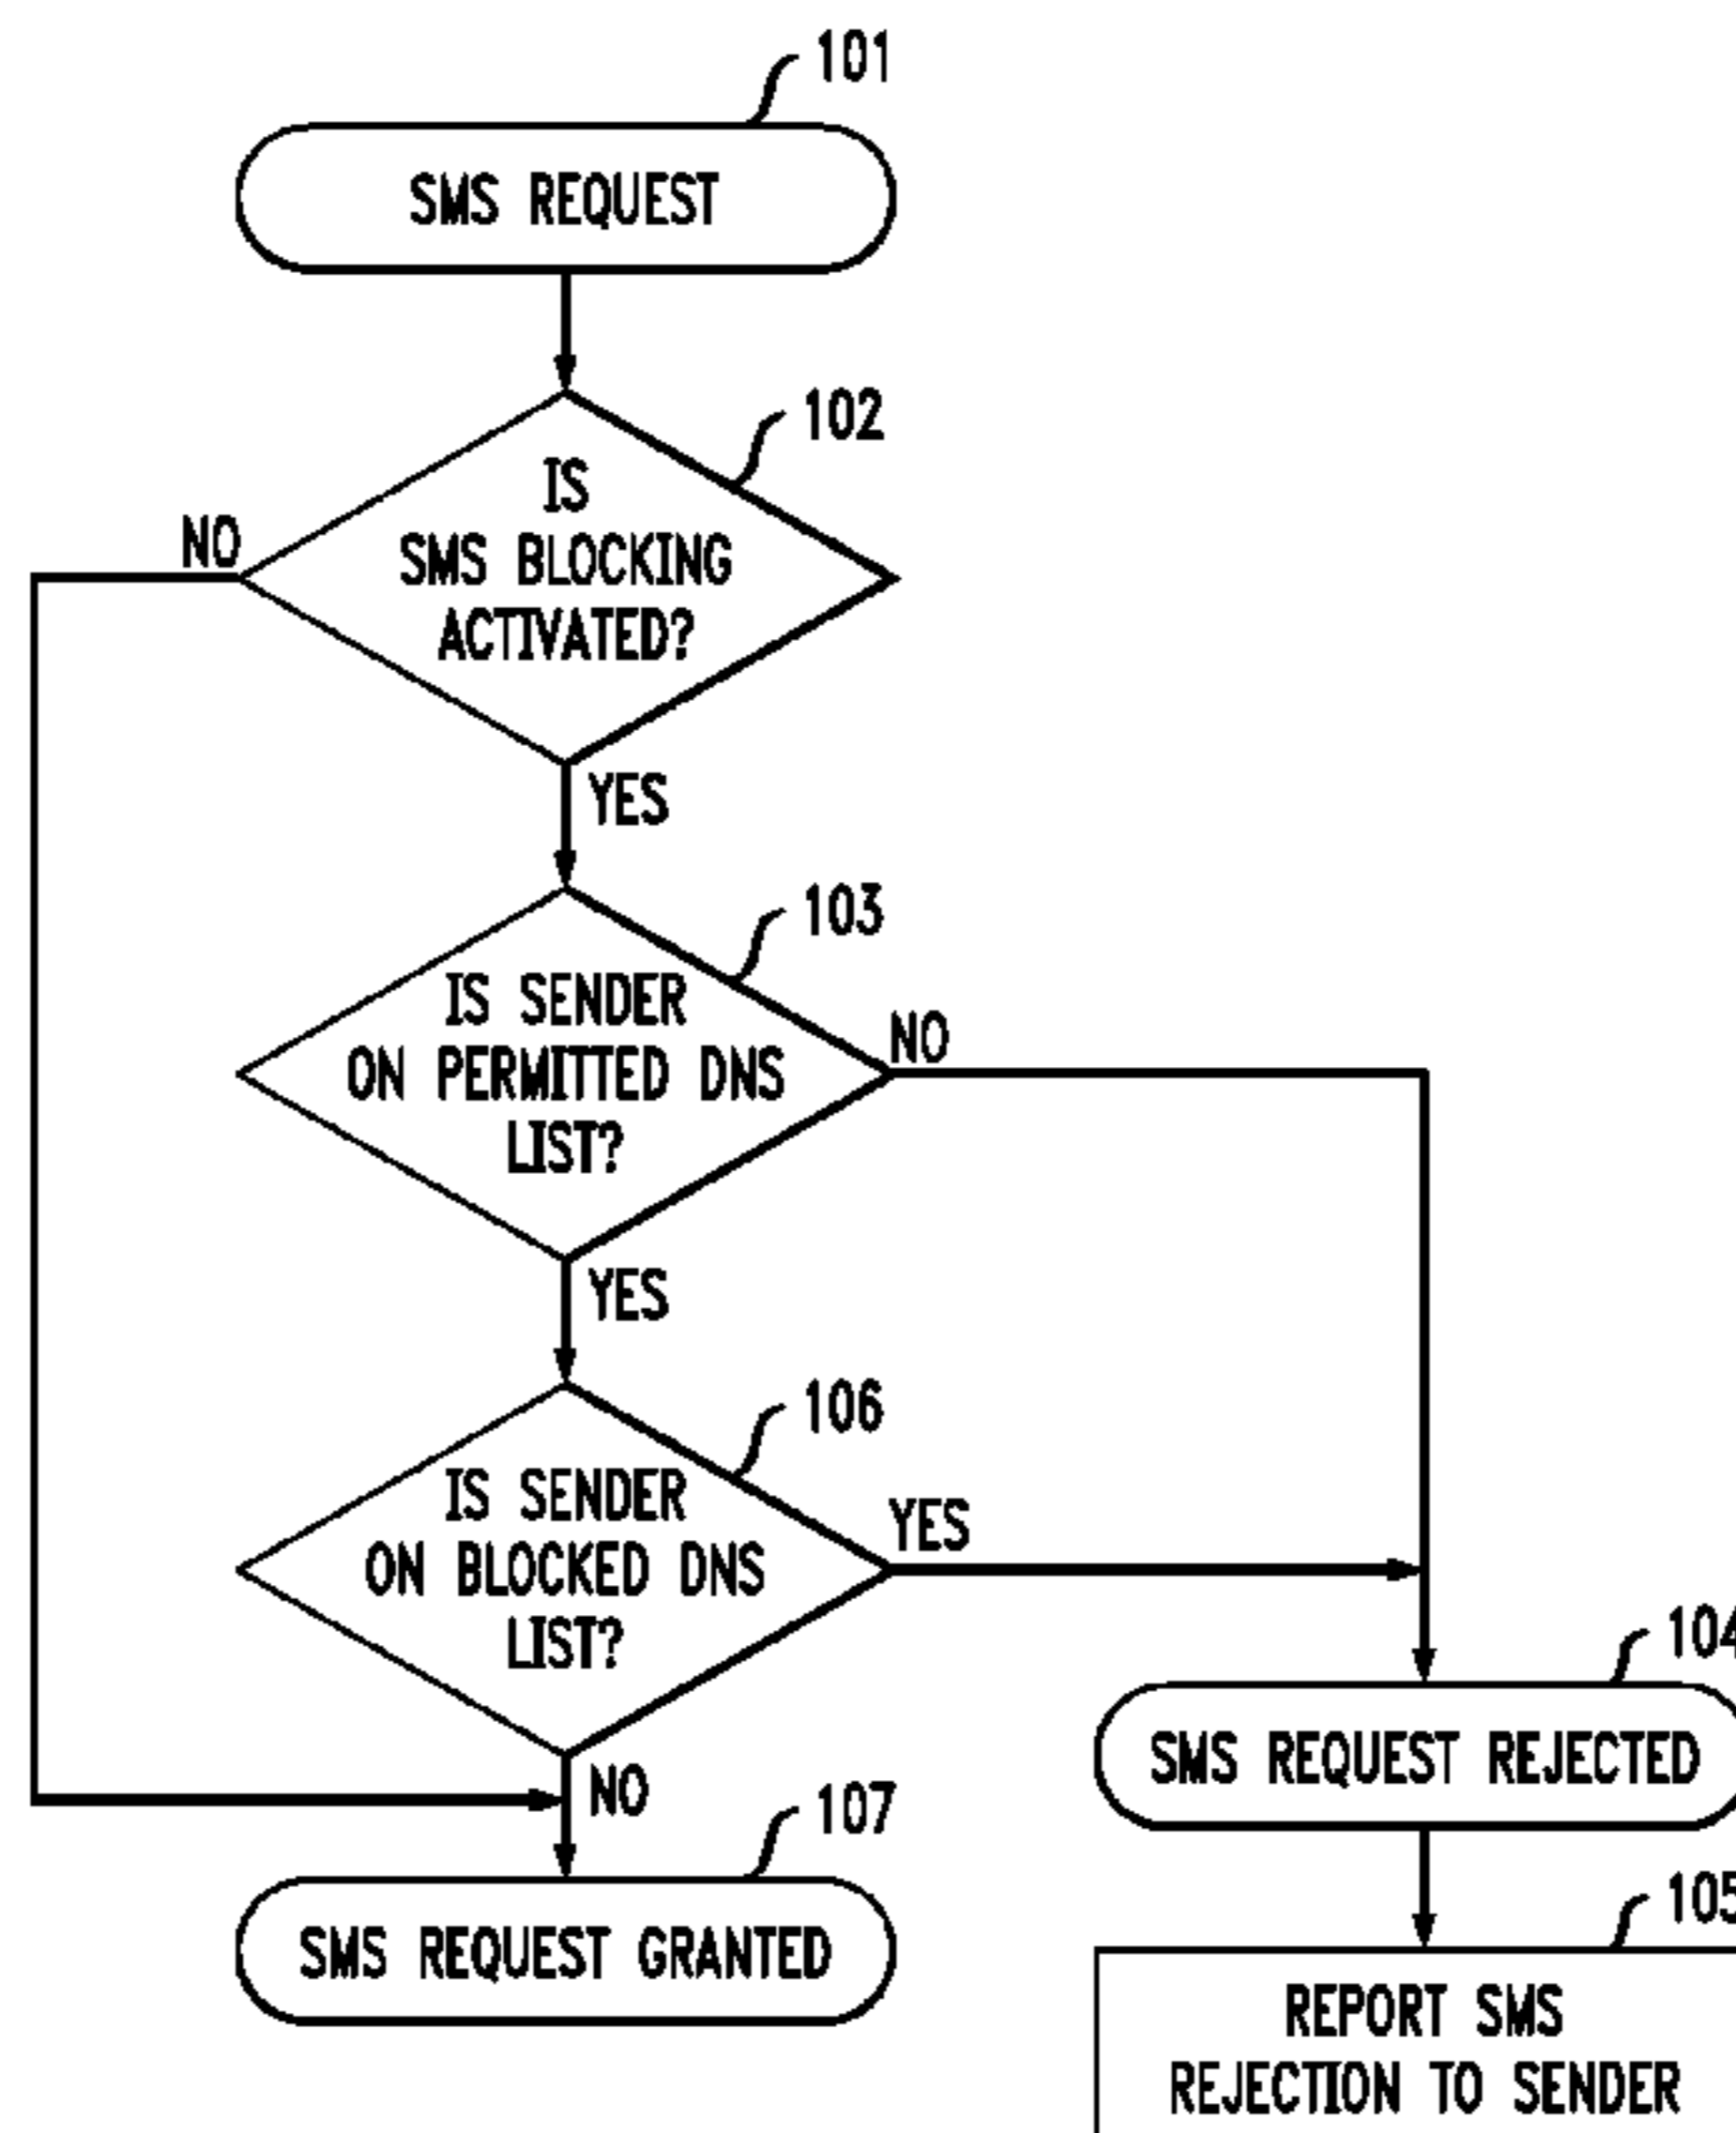 101
SMS REQUEST
102
IS
SMS BLOCKING
ACTIVATED?
NO
YES
103
IS SENDER
ON PERMITTED DNS
LIST?
NO
YES
106
IS SENDER
ON BLOCKED DNS
LIST?
YES
NO
104
SMS REQUEST REJECTED
107
SMS REQUEST GRANTED
105
REPORT SMS
REJECTION TO SENDER